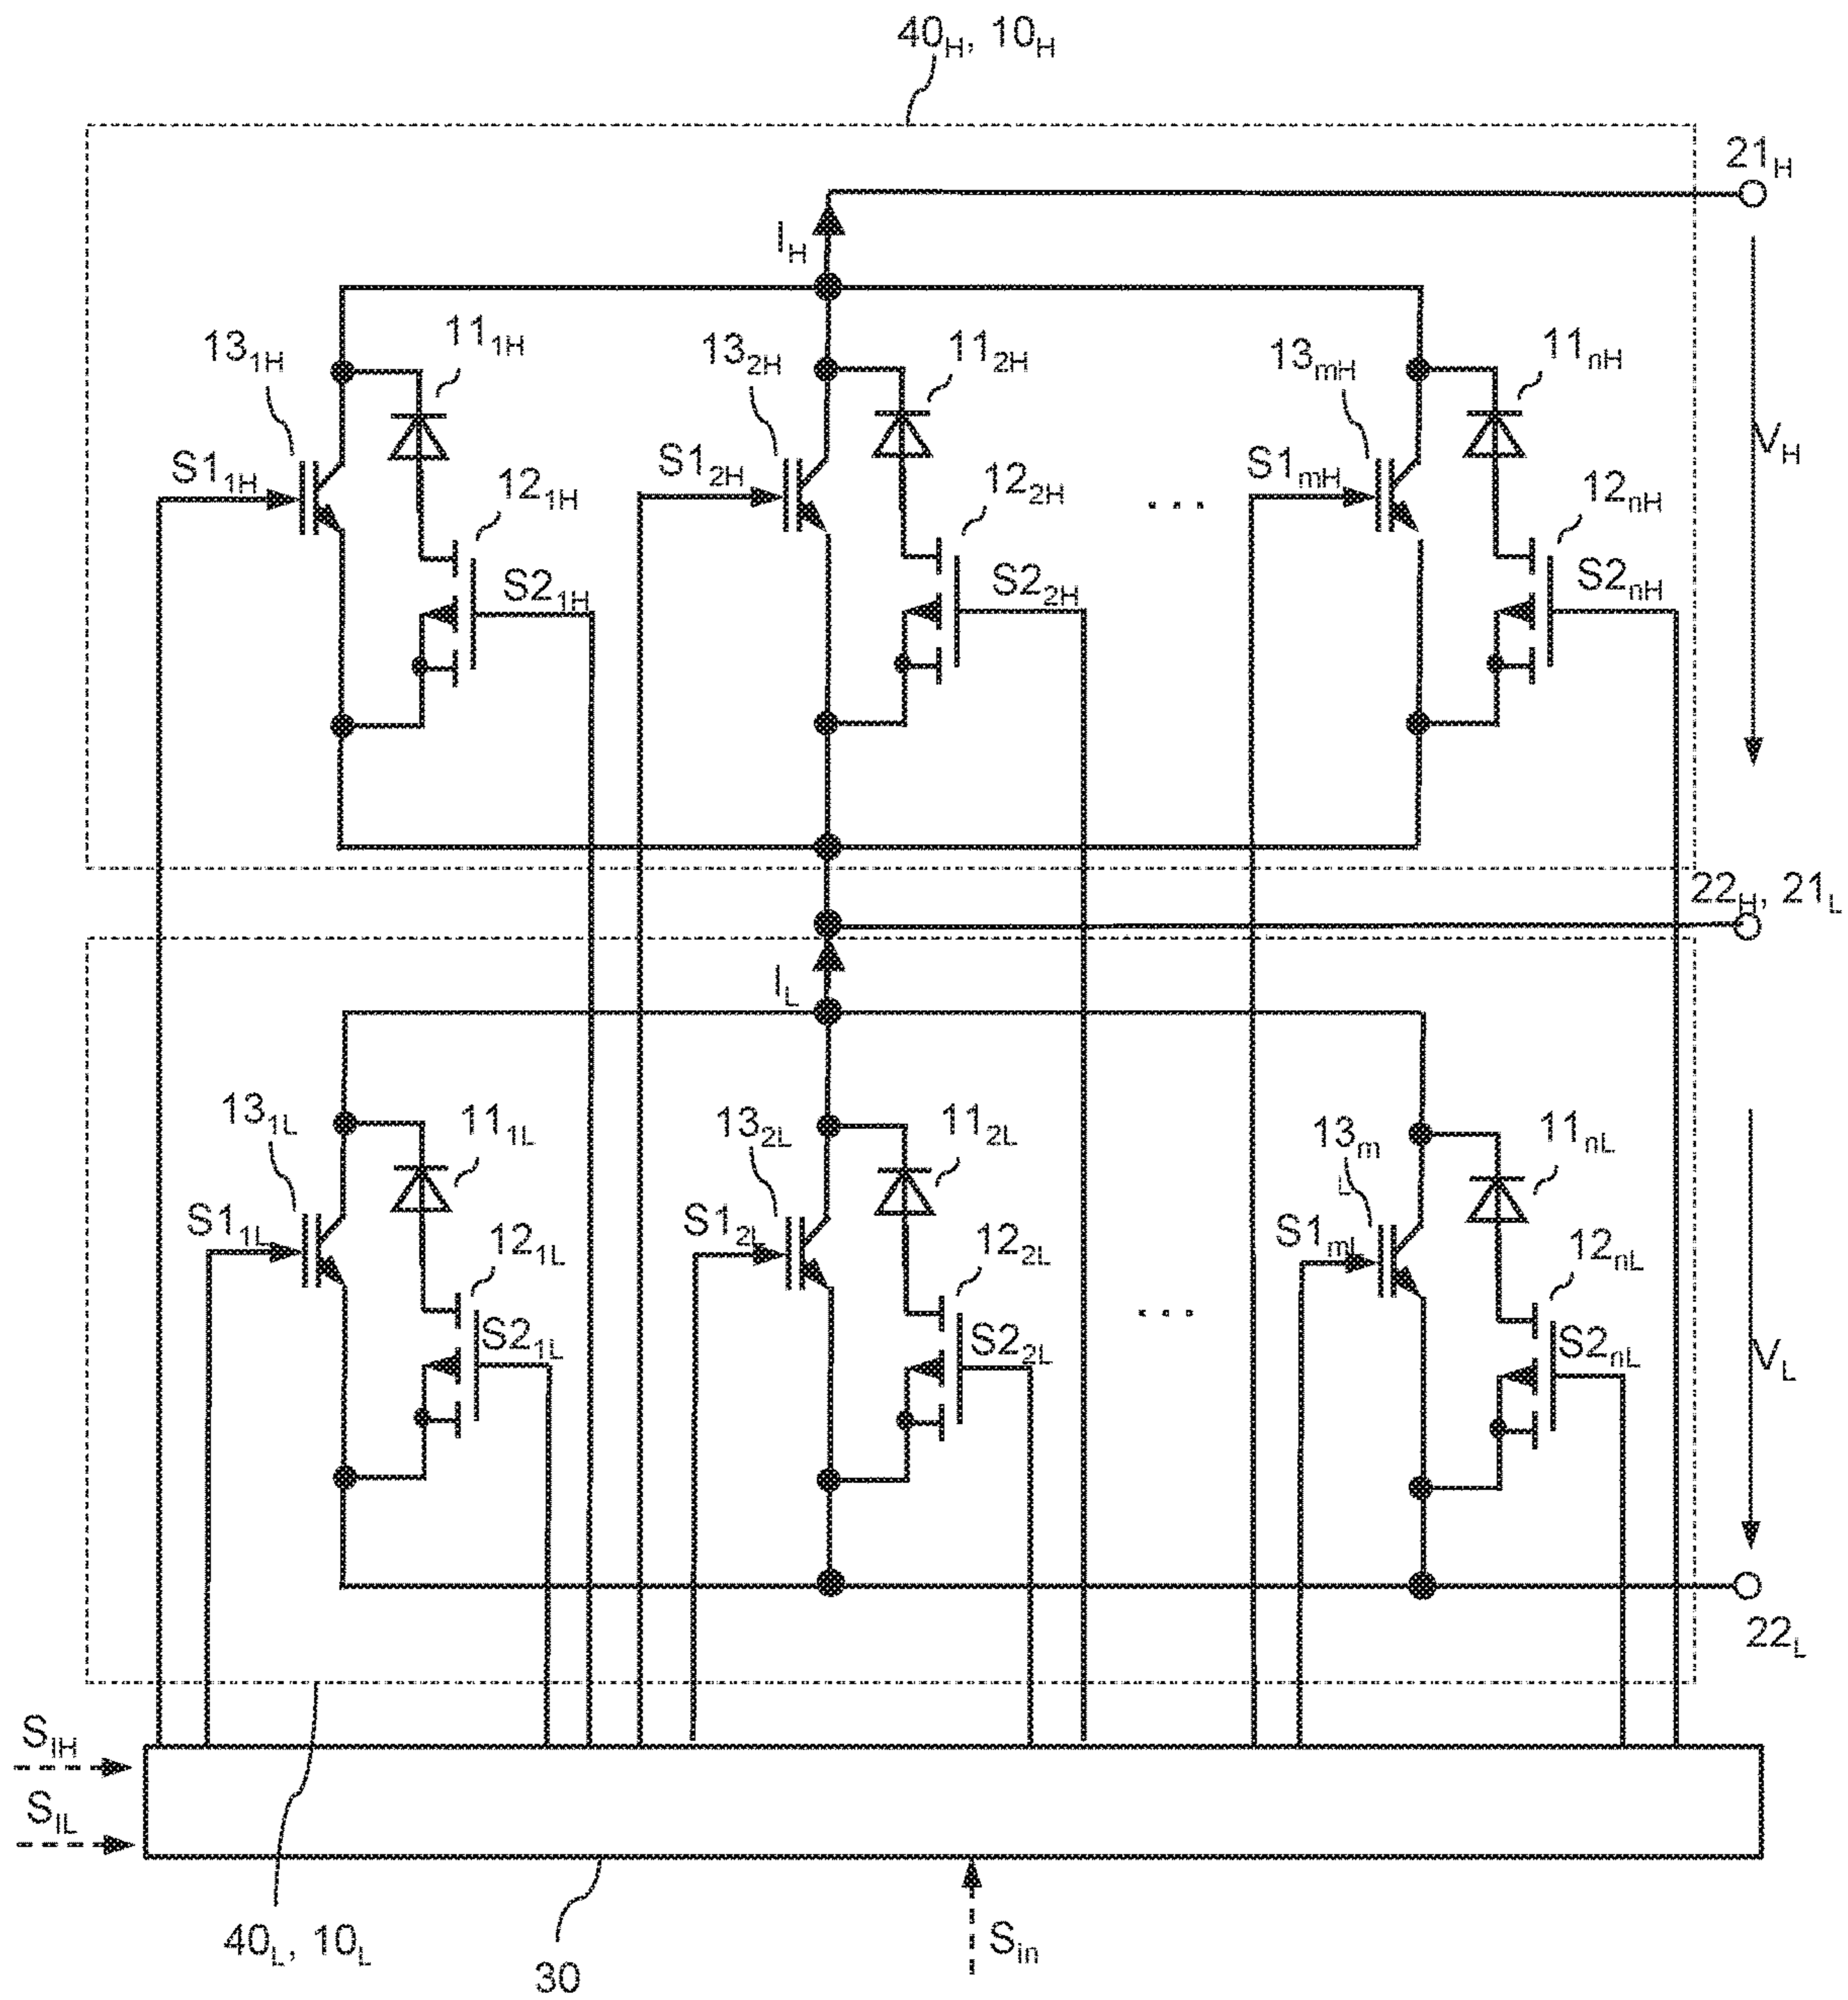 40H, 10H
21H
IH
131H
111H
132H
112H
13mH
11nH
VH
S11H
121H
S12H
122H
. . .
S1mH
12nH
S21H
S22H
S2nH
22H, 21L
IL
131L
111L
132L
112L
13m
L
11nL
S11L
121L
S12L
122L
. . .
S1mL
12nL
S21L
S22L
S2nL
VL
22L
SIH
SIL
40L, 10L
30
Sin